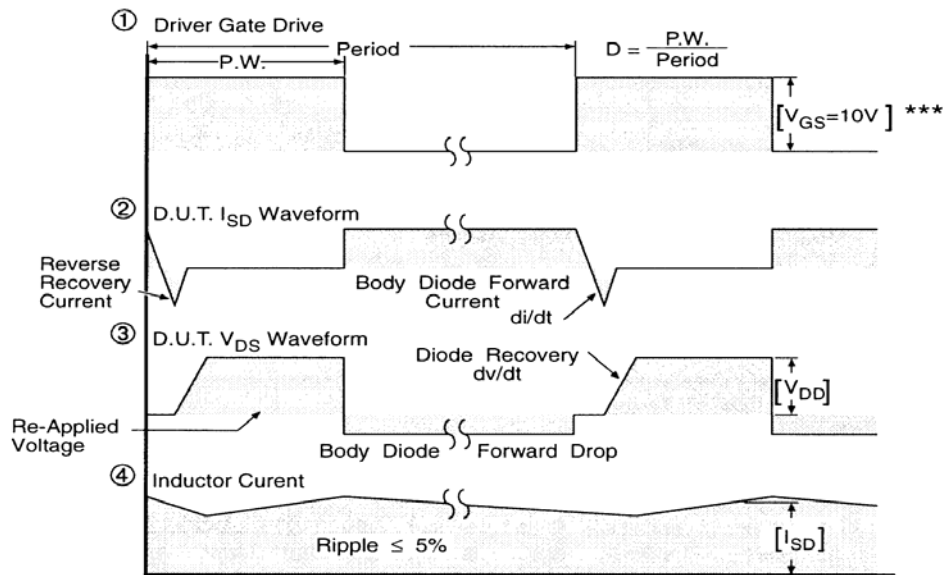 ① Driver Gate Drive
Period
P.W.
D = P.W.
Period
[VGS=10V] ***
② D.U.T. ISD Waveform
Reverse
Recovery
Current
Body Diode Forward
Current
di/dt
③ D.U.T. VDS Waveform
Diode Recovery
dv/dt
[VDD]
Re-Applied
Voltage
Body Diode Forward Drop
④ Inductor Curent
Ripple ≤ 5%
[ISD]